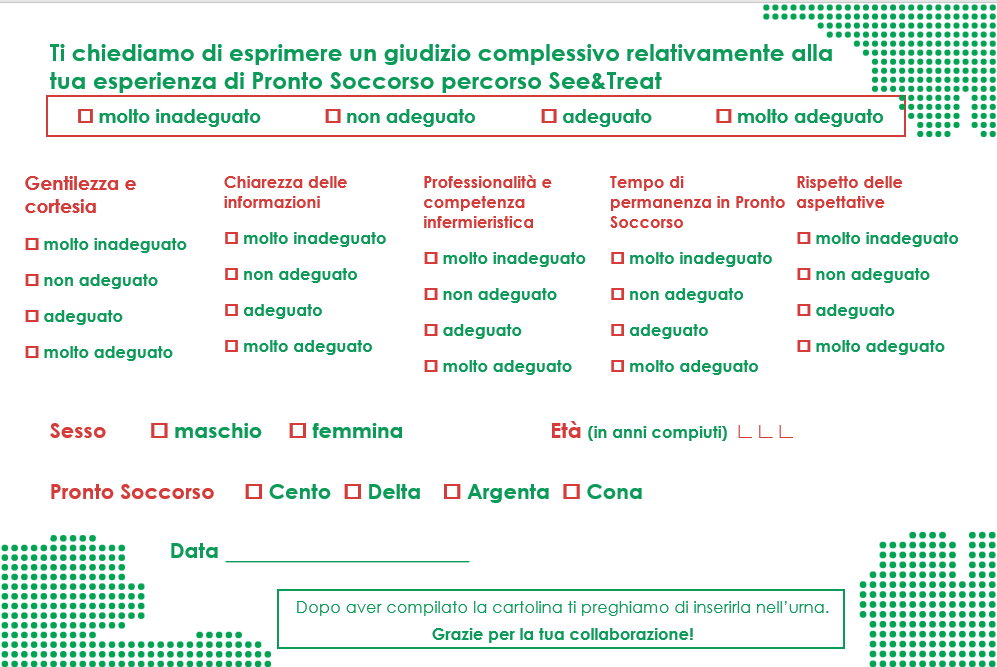 Ti chiediamo di esprimere un giudizio complessivo relativamente alla
tua esperienza di Pronto Soccorso percorso See&Treat
☐ molto inadeguato ☐ non adeguato ☐ adeguato ☐ molto adeguato
Gentilezza e
cortesia
☐ molto inadeguato
☐ non adeguato
☐ adeguato
☐ molto adeguato
Chiarezza delle
informazioni
☐ molto inadeguato
☐ non adeguato
☐ adeguato
☐ molto adeguato
Professionalità e
competenza
infermieristica
☐ molto inadeguato
☐ non adeguato
☐ adeguato
☐ molto adeguato
Tempo di
permanenza in Pronto
Soccorso
☐ molto inadeguato
☐ non adeguato
☐ adeguato
☐ molto adeguato
Rispetto delle
aspettative
☐ molto inadeguato
☐ non adeguato
☐ adeguato
☐ molto adeguato
Sesso ☐ maschio ☐ femmina Età (in anni compiuti) ∟∟∟
Pronto Soccorso ☐ Cento ☐ Delta ☐ Argenta ☐ Cona
Data ______________________
Dopo aver compilato la cartolina ti preghiamo di inserirla nell’urna.
Grazie per la tua collaborazione!